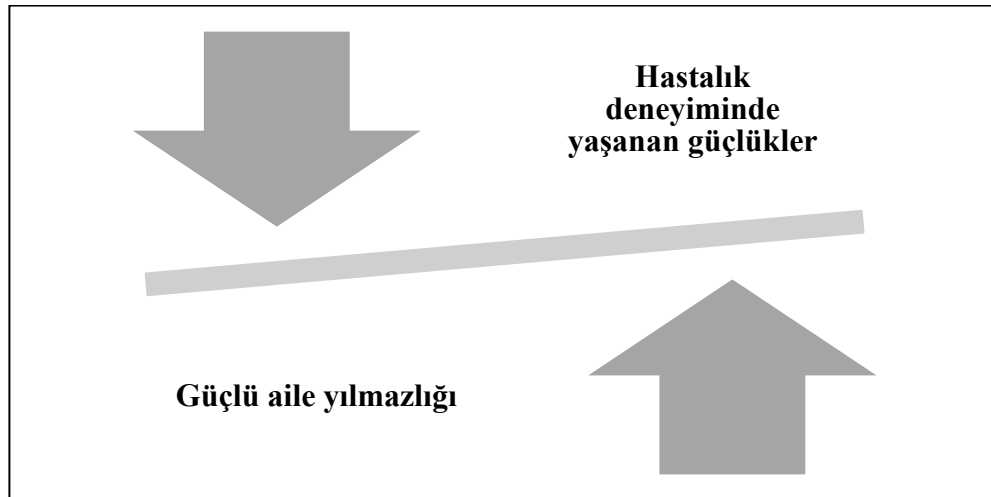 Hastalık
deneyiminde
yaşanan güçlükler
Güçlü aile yılmazlığı